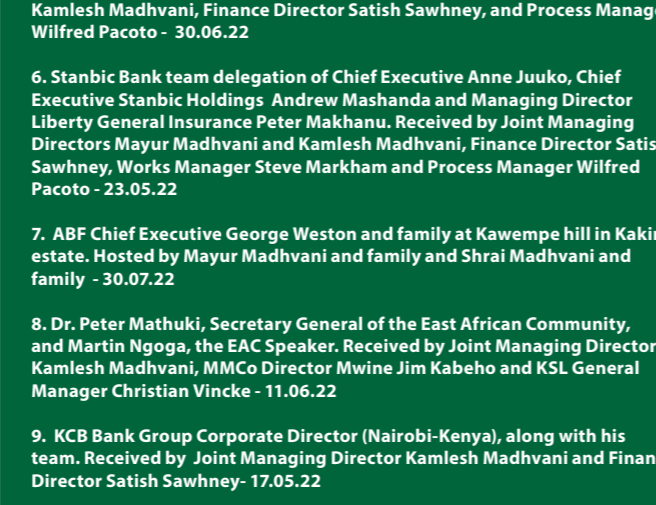 Kamlesh Madhvani, Finance Director Satish Sawhney, and Process Manage
Wilfred Pacoto - 30.06.22
6. Stanbic Bank team delegation of Chief Executive Anne Juuko, Chief
Executive Stanbic Holdings Andrew Mashanda and Managing Director
Liberty General Insurance Peter Makhanu. Received by Joint Managing
Directors Mayur Madhvani and Kamlesh Madhvani, Finance Director Satis
Sawhney, Works Manager Steve Markham and Process Manager Wilfred
Pacoto - 23.05.22
7. ABF Chief Executive George Weston and family at Kawempe hill in Kakir
estate. Hosted by Mayur Madhvani and family and Shrai Madhvani and
family - 30.07.22
8. Dr. Peter Mathuki, Secretary General of the East African Community,
and Martin Ngoga, the EAC Speaker. Received by Joint Managing Director
Kamlesh Madhvani, MMCo Director Mwine Jim Kabeho and KSL General
Manager Christian Vincke - 11.06.22
9. KCB Bank Group Corporate Director (Nairobi-Kenya), along with his
team. Received by Joint Managing Director Kamlesh Madhvani and Finan
Director Satish Sawhney- 17.05.22